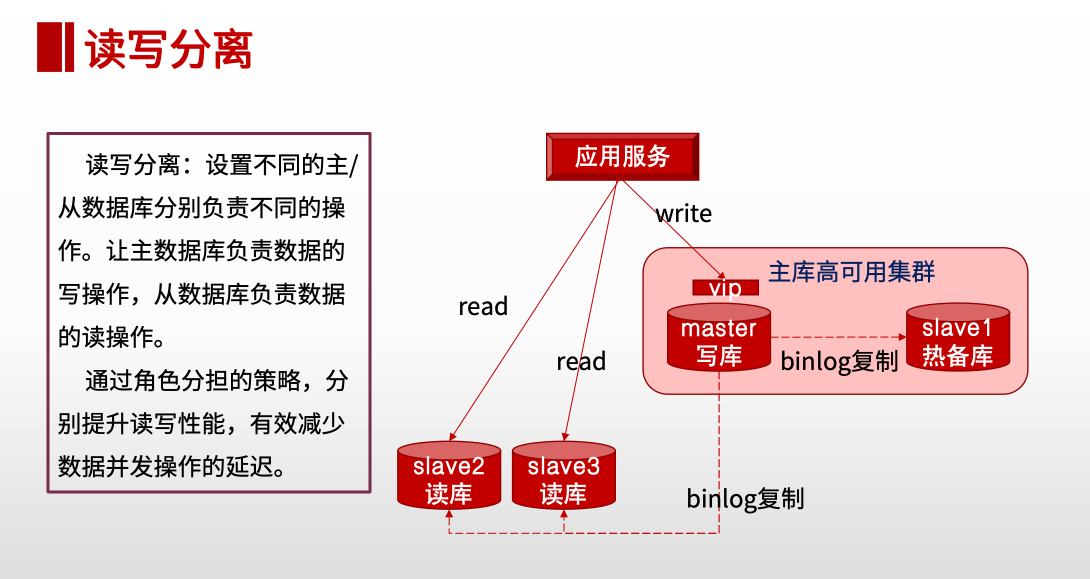 读写分离
读写分离：设置不同的主/
从数据库分别负责不同的操
作。让主数据库负责数据的
写操作，从数据库负责数据
的读操作。
通过角色分担的策略，分
别提升读写性能，有效减少
数据并发操作的延迟。
应用服务
write
主库高可用集群
vip
read
master
写库
slave1
热备库
binlog复制
read
slave2
读库
slave3
读库
binlog复制